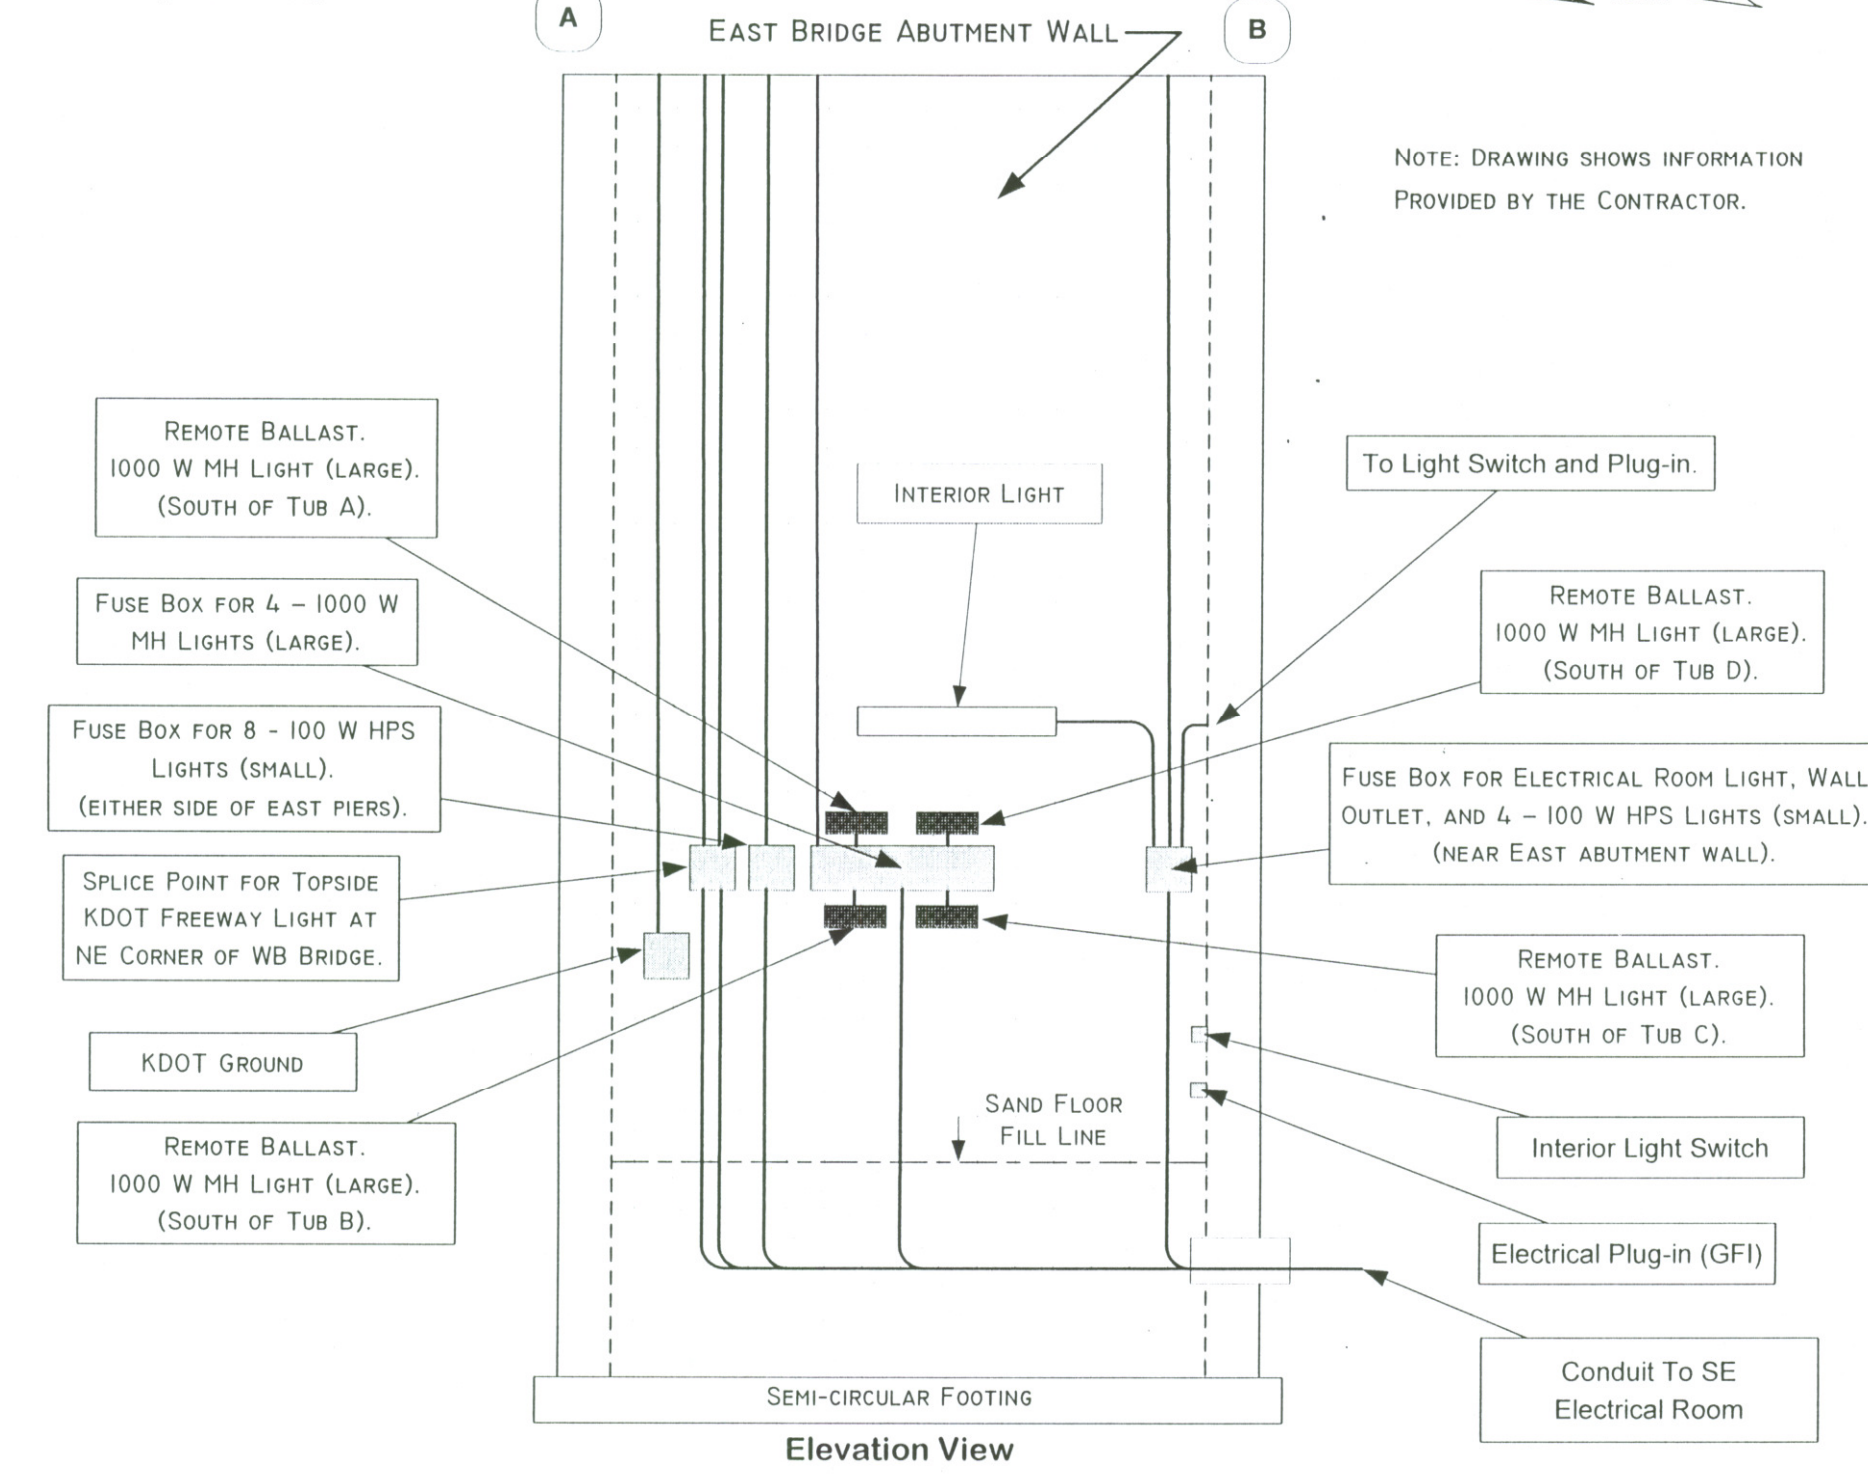 A
EAST BRIDGE ABUTMENT WALL
B
NOTE: DRAWING SHOWS INFORMATION
PROVIDED BY THE CONTRACTOR.
REMOTE BALLAST.
1000 W MH LIGHT (LARGE).
(SOUTH OF TUB A).
FUSE BOX FOR 4 – 1000 W
MH LIGHTS (LARGE).
FUSE BOX FOR 8 - 100 W HPS
LIGHTS (SMALL).
(EITHER SIDE OF EAST PIERS).
SPLICE POINT FOR TOPSIDE
KDOT FREEWAY LIGHT AT
NE CORNER OF WB BRIDGE.
KDOT GROUND
REMOTE BALLAST.
1000 W MH LIGHT (LARGE).
(SOUTH OF TUB B).
INTERIOR LIGHT
SAND FLOOR
FILL LINE
To Light Switch and Plug-in.
REMOTE BALLAST.
1000 W MH LIGHT (LARGE).
(SOUTH OF TUB D).
FUSE BOX FOR ELECTRICAL ROOM LIGHT, WALL
OUTLET, AND 4 – 100 W HPS LIGHTS (SMALL).
(NEAR EAST ABUTMENT WALL).
REMOTE BALLAST.
1000 W MH LIGHT (LARGE).
(SOUTH OF TUB C).
Interior Light Switch
Electrical Plug-in (GFI)
Conduit To SE
Electrical Room
SEMI-CIRCULAR FOOTING
Elevation View